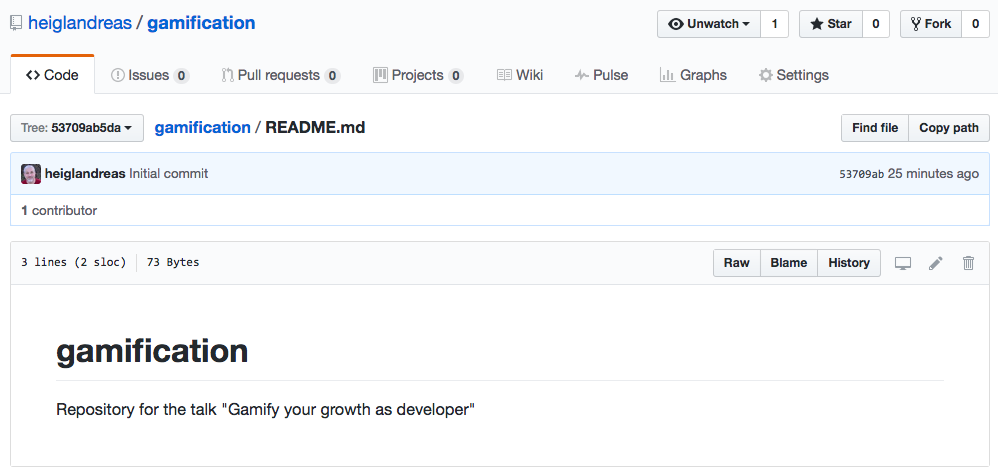 heiglandreas / gamification Unwatch 1 Star 0 Fork 0
Code Issues 0 Pull requests 0 Projects 0 Wiki Pulse Graphs Settings
Tree: 53709ab5da gamification / README.md Find file Copy path
heiglandreas Initial commit 53709ab 25 minutes ago
1 contributor
3 lines (2 sloc) 73 Bytes Raw Blame History
gamification
Repository for the talk "Gamify your growth as developer"